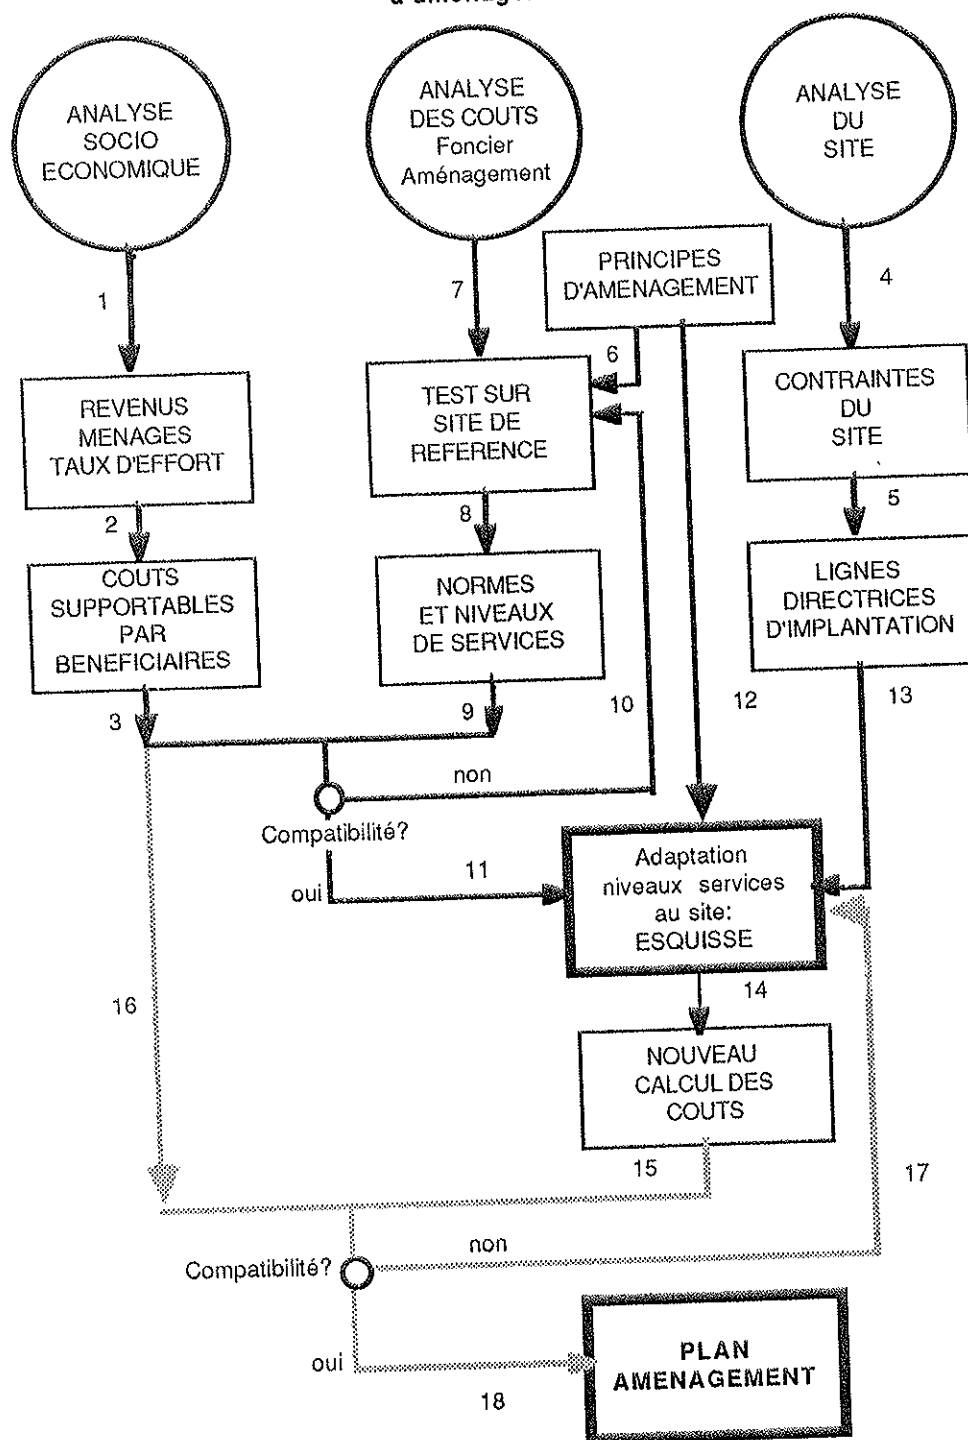 ANALYSE
SOCIO
ECONOMIQUE
ANALYSE
DES COUTS
Foncier
Aménagement
ANALYSE
DU
SITE
PRINCIPES
D'AMENAGEMENT
1
7
6
4
REVENUS
MENAGES
TAUX D'EFFORT
TEST SUR
SITE DE
REFERENCE
CONTRAINTES
DU
SITE
2
8
5
COUTS
SUPPORTABLES
PAR
BENEFICIAIRES
NORMES
ET NIVEAUX
DE SERVICES
LIGNES
DIRECTRICES
D'IMPLANTATION
3
9
10
12
13
non
Compatibilité?
oui
11
Adaptation
niveaux services
au site:
ESQUISSE
14
16
NOUVEAU
CALCUL DES
COUTS
15
17
non
Compatibilité?
oui
18
PLAN
AMENAGEMENT